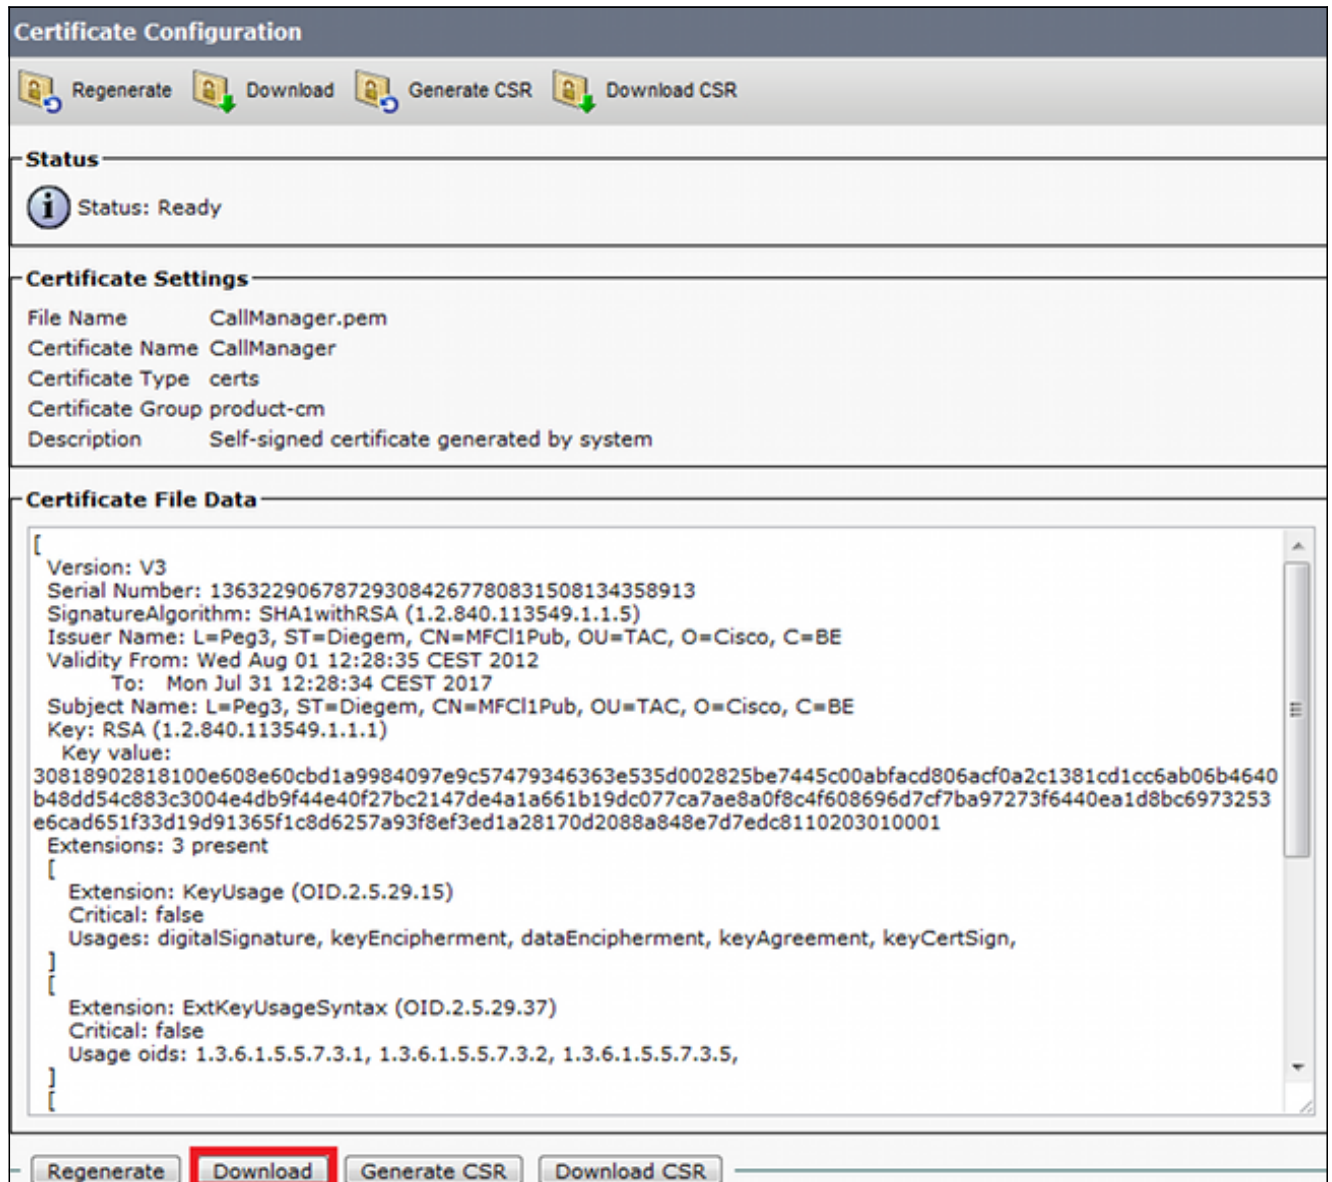 Certificate Configuration
Regenerate Download Generate CSR Download CSR
Status
i Status: Ready
Certificate Settings
File Name CallManager.pem
Certificate Name CallManager
Certificate Type certs
Certificate Group product-cm
Description Self-signed certificate generated by system
Certificate File Data
[
Version: V3
Serial Number: 136322906787293084267780831508134358913
SignatureAlgorithm: SHA1withRSA (1.2.840.113549.1.1.5)
Issuer Name: L=Peg3, ST=Diegem, CN=MFCl1Pub, OU=TAC, O=Cisco, C=BE
Validity From: Wed Aug 01 12:28:35 CEST 2012
To: Mon Jul 31 12:28:34 CEST 2017
Subject Name: L=Peg3, ST=Diegem, CN=MFCl1Pub, OU=TAC, O=Cisco, C=BE
Key: RSA (1.2.840.113549.1.1.1)
Key value:
30818902818100e608e60cbd1a9984097e9c57479346363e535d002825be7445c00abfacd806acf0a2c1381cd1cc6ab06b4640
b48dd54c883c3004e4db9f44e40f27bc2147de4a1a661b19dc077ca7ae8a0f8c4f608696d7cf7ba97273f6440ea1d8bc6973253
e6cad651f33d19d91365f1c8d6257a93f8ef3ed1a28170d2088a848e7d7edc8110203010001
Extensions: 3 present
[
Extension: KeyUsage (OID.2.5.29.15)
Critical: false
Usages: digitalSignature, keyEncipherment, dataEncipherment, keyAgreement, keyCertSign,
]
[
Extension: ExtKeyUsageSyntax (OID.2.5.29.37)
Critical: false
Usage oids: 1.3.6.1.5.5.7.3.1, 1.3.6.1.5.5.7.3.2, 1.3.6.1.5.5.7.3.5,
]
[
Regenerate Download Generate CSR Download CSR